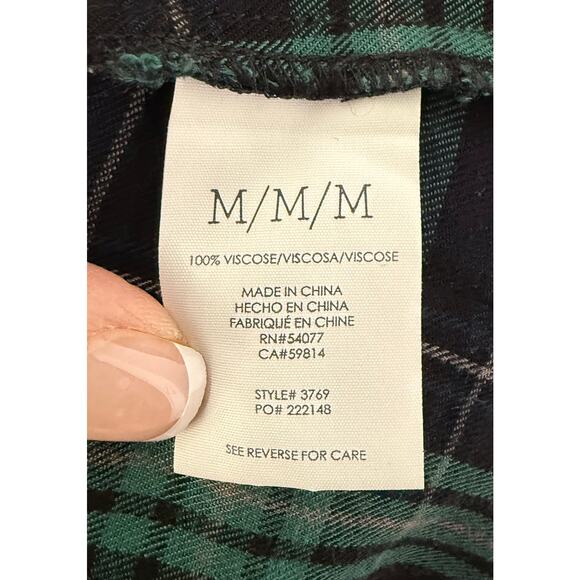 M/M/M
100% VISCOSE/VISCOSA/VISCOSE
MADE IN CHINA
HECHO EN CHINA
FABRIQUÉ EN CHINE
RN#54077
CA#59814
STYLE# 3769
PO# 222148
SEE REVERSE FOR CARE